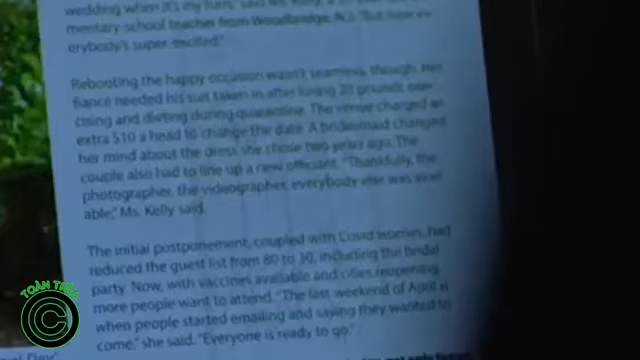 wedding when it's my turn," said Ms. Kelly, a
mentary-school teacher from Woodbridge, N.J. "But now ev-
erybody's super-excited."
Rebooting the happy occasion wasn't seamless, though. Her
fiancé needed his suit taken in after losing 20 pounds exer-
cising and dieting during quarantine. The venue charged an
extra $10 a head to change the date. A bridesmaid changed
her mind about the dress she chose two years ago. The
couple also had to line up a new officiant. "Thankfully, the
photographer, the videographer, everybody else was avail-
able," Ms. Kelly said.
The initial postponement, coupled with Covid worries, had
reduced the guest list from 80 to 30, including the bridal
party. Now, with vaccines available and cities reopening
more people want to attend. "The last weekend of April is
when people started emailing and saying they wanted to
come," she said. "Everyone is ready to go."
TOÀN TRẦN
C
Day"